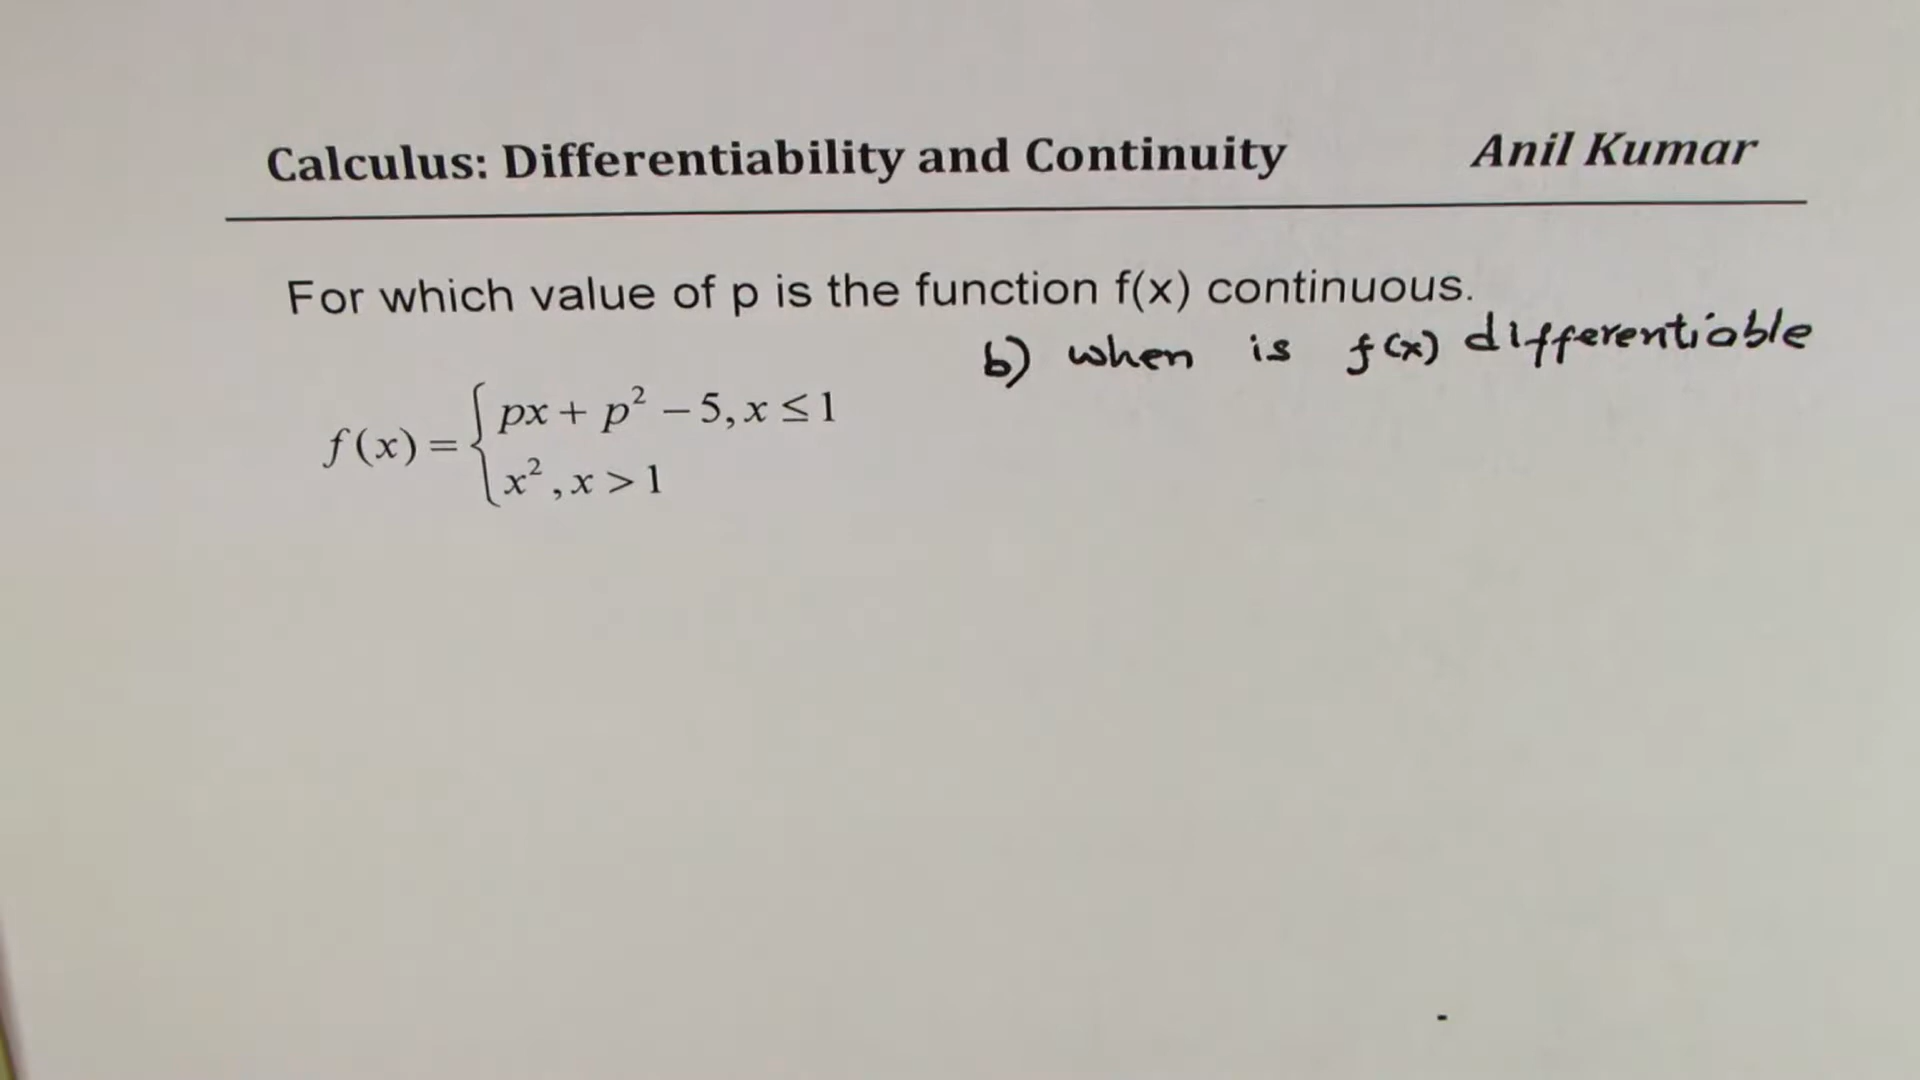 Calculus: Differentiability and Continuity Anil Kumar
For which value of p is the function f(x) continuous.
b) when is f(x) differentiable
f(x) = { px + p² – 5, x ≤ 1
x², x > 1